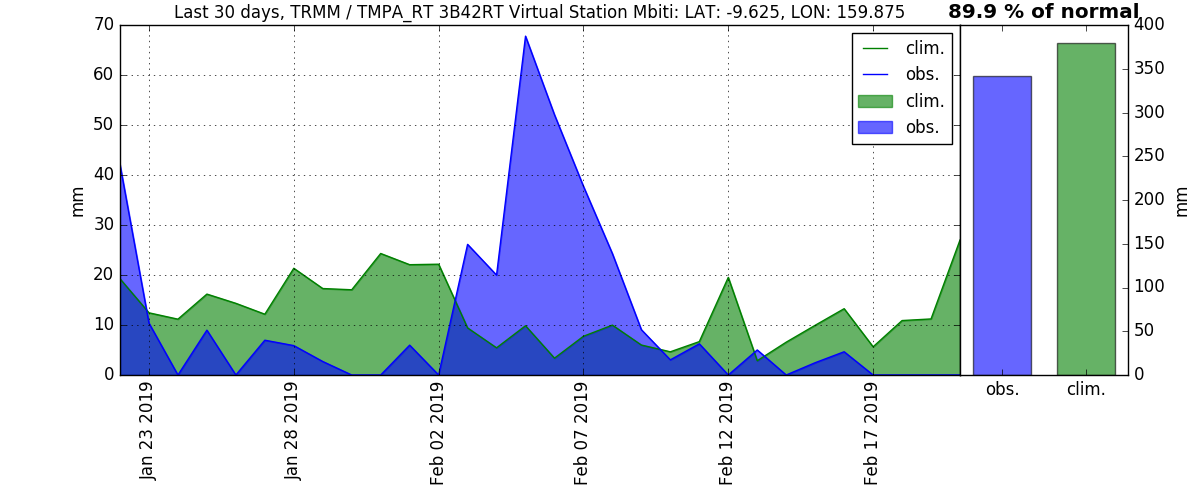 Last 30 days, TRMM / TMPA_RT 3B42RT Virtual Station Mbiti: LAT: -9.625, LON: 159.875
89.9 % of normal
70
60
50
40
30
20
10
0
mm
clim.
obs.
clim.
obs.
Jan 23 2019
Jan 28 2019
Feb 02 2019
Feb 07 2019
Feb 12 2019
Feb 17 2019
400
350
300
250
200
150
100
50
0
mm
obs.
clim.